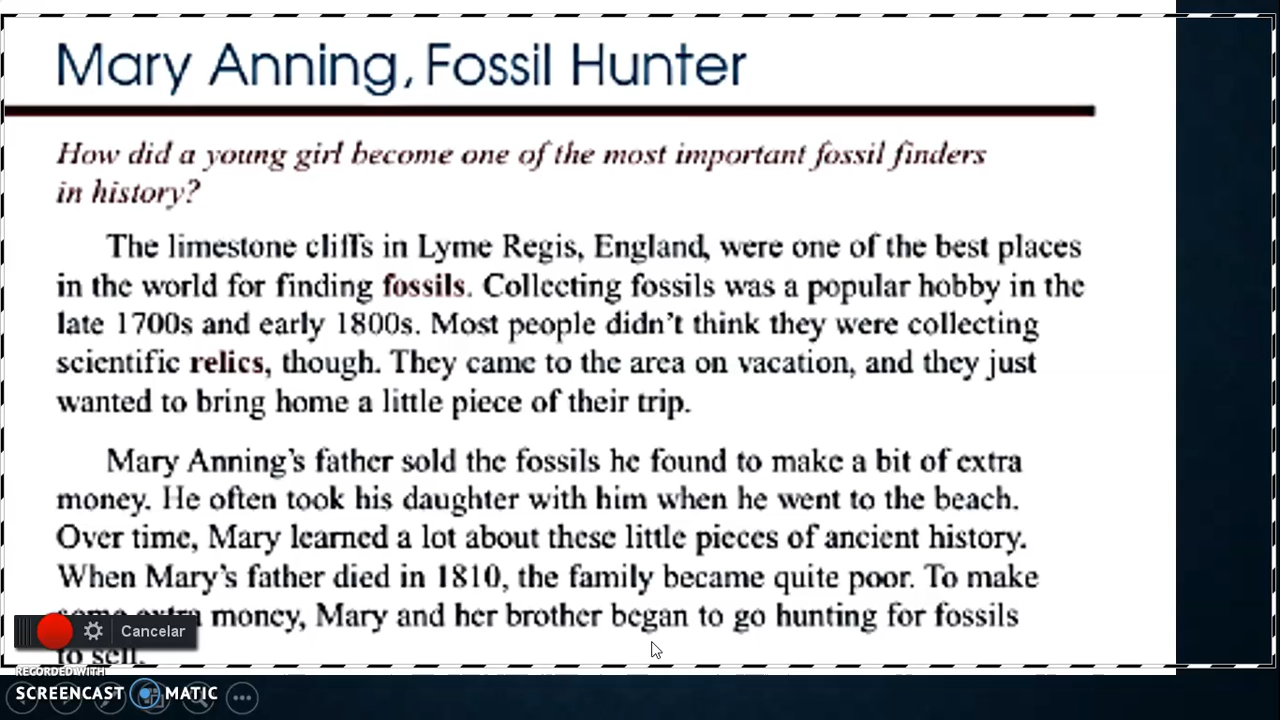 Mary Anning, Fossil Hunter
How did a young girl become one of the most important fossil finders
in history?
The limestone cliffs in Lyme Regis, England, were one of the best places
in the world for finding fossils. Collecting fossils was a popular hobby in the
late 1700s and early 1800s. Most people didn't think they were collecting
scientific relics, though. They came to the area on vacation, and they just
wanted to bring home a little piece of their trip.
Mary Anning's father sold the fossils he found to make a bit of extra
money. He often took his daughter with him when he went to the beach.
Over time, Mary learned a lot about these little pieces of ancient history.
When Mary's father died in 1810, the family became quite poor. To make
some extra money, Mary and her brother began to go hunting for fossils
Cancelar
to sell.
RECORDED WITH
SCREENCAST MATIC